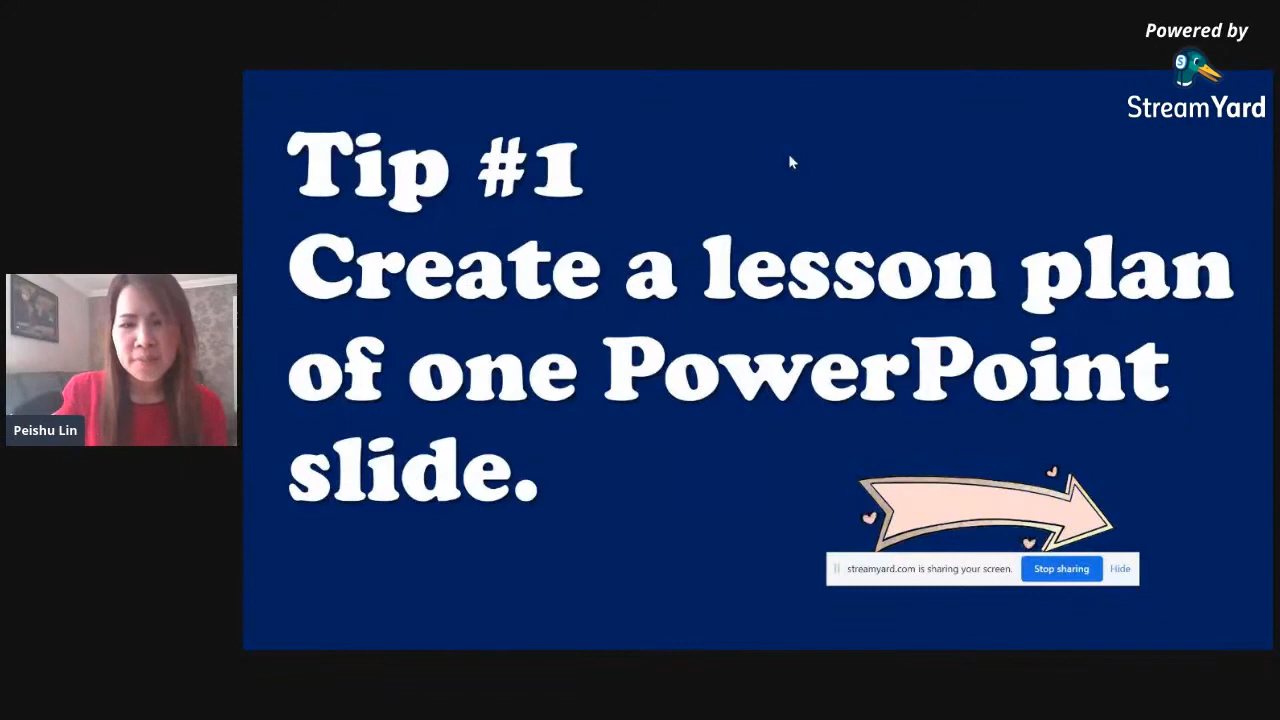 Powered by
StreamYard
Tip #1
Create a lesson plan
of one PowerPoint
slide.
Peishu Lin
streamyard.com is sharing your screen. Stop sharing Hide